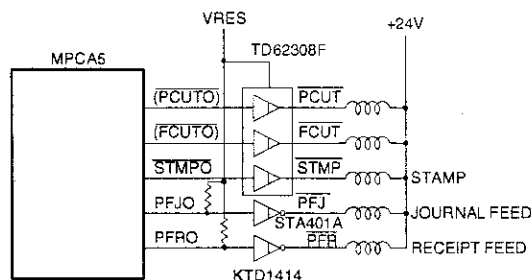 VRES
+24V
TD62308F
MPCA5
(PCUTO) PCUT
(FCUTO) FCUT
STMPO STMP STAMP
PFJO PFJ JOURNAL FEED
STA401A
PFRO PFR RECEIPT FEED
KTD1414